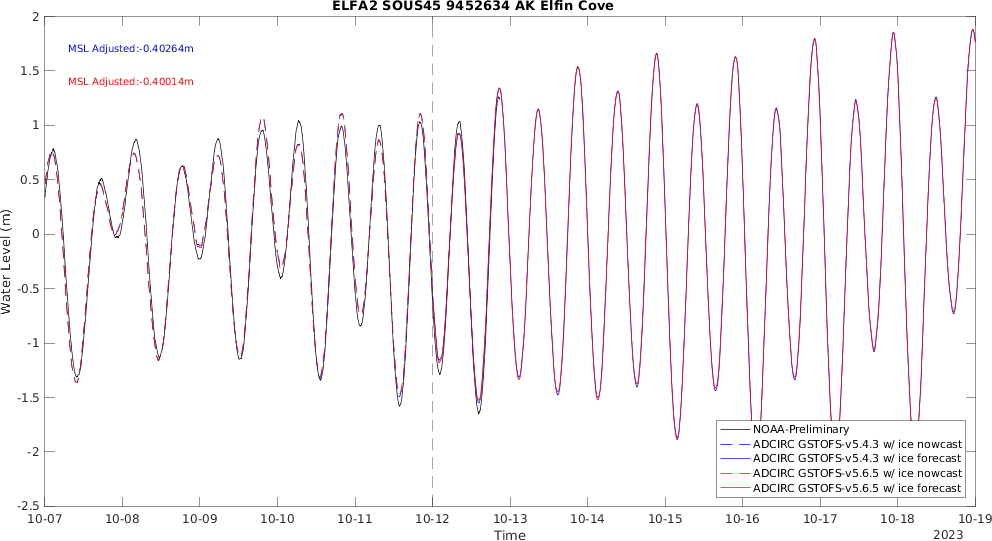 ELFA2 SOUS45 9452634 AK Elfin Cove
MSL Adjusted:-0.40264m
MSL Adjusted:-0.40014m
2
1.5
1
0.5
0
-0.5
-1
-1.5
-2
-2.5
Water Level (m)
NOAA-Preliminary
ADCIRC GSTOFS-v5.4.3 w/ ice nowcast
ADCIRC GSTOFS-v5.4.3 w/ ice forecast
ADCIRC GSTOFS-v5.6.5 w/ ice nowcast
ADCIRC GSTOFS-v5.6.5 w/ ice forecast
10-07 10-08 10-09 10-10 10-11 10-12 10-13 10-14 10-15 10-16 10-17 10-18 10-19
Time
2023